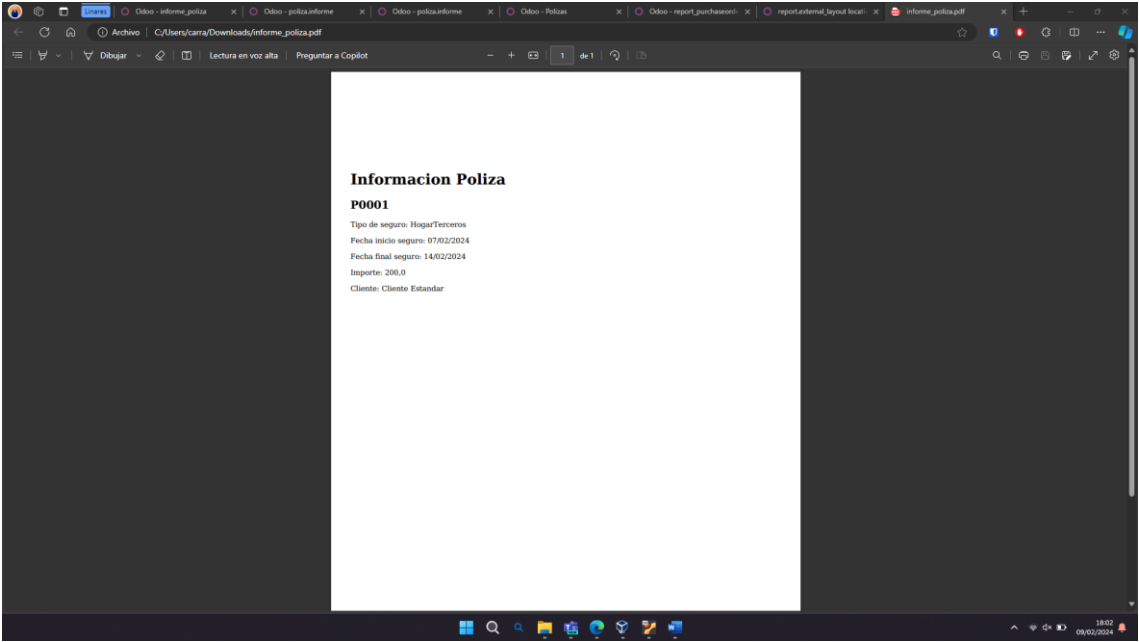 Linares
Odoo - informe_poliza
Odoo - poliza.informe
Odoo - poliza.informe
Odoo - Polizas
Odoo - report_purchaseord
report.external_layout locati
informe_poliza.pdf
Archivo C:/Users/carra/Downloads/informe_poliza.pdf
Dibujar Lectura en voz alta Preguntar a Copilot 1 de 1
Informacion Poliza
P0001
Tipo de seguro: HogarTerceros
Fecha inicio seguro: 07/02/2024
Fecha final seguro: 14/02/2024
Importe: 200,0
Cliente: Cliente Estandar
18:02
09/02/2024